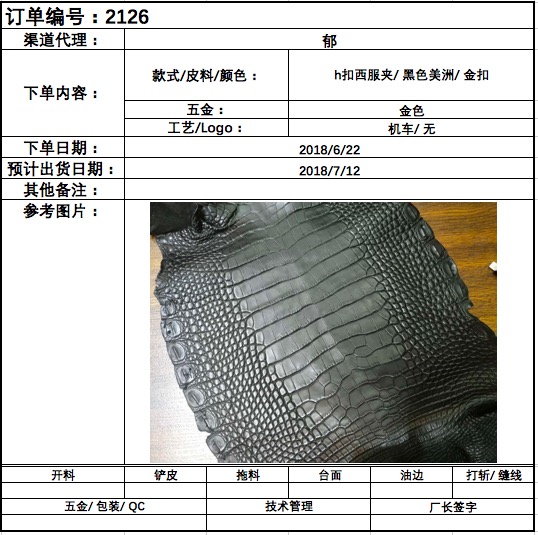 订单编号：2126
渠道代理： 郁
下单内容： 款式/皮料/颜色： h扣西服夹/ 黑色美洲/ 金扣
五金： 金色
工艺/Logo： 机车/ 无
下单日期： 2018/6/22
预计出货日期： 2018/7/12
其他备注：
参考图片：
开料 铲皮 拖料 台面 油边 打斩/ 缝线
五金/ 包装/ QC 技术管理 厂长签字